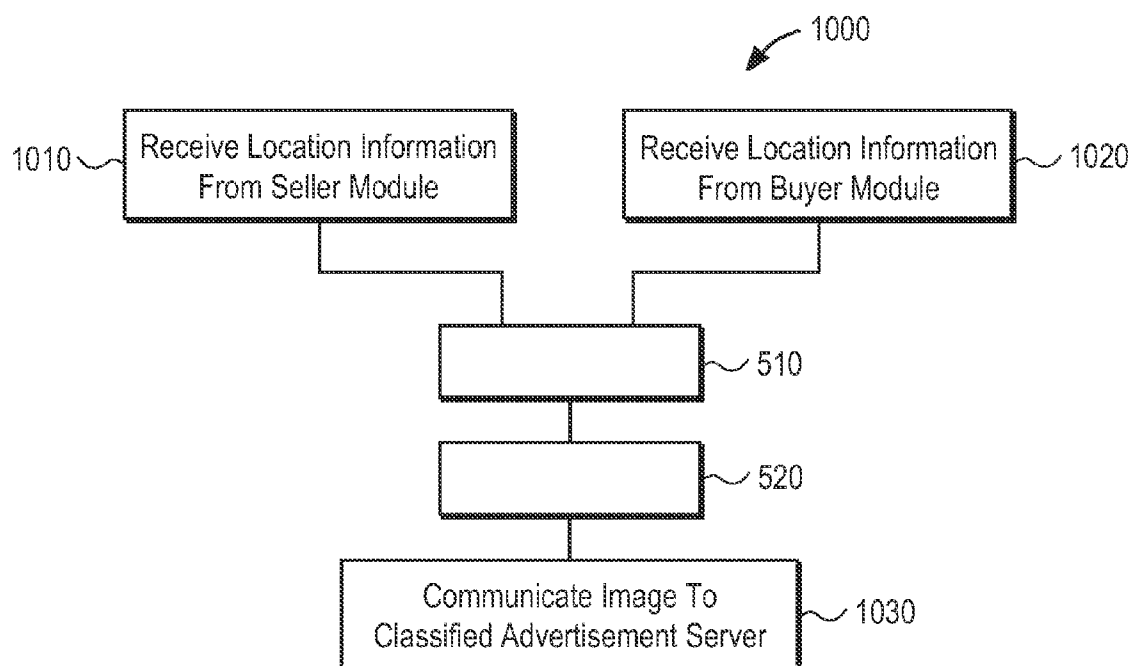 1000
1010
Receive Location Information
From Seller Module
Receive Location Information
From Buyer Module
1020
510
520
Communicate Image To
Classified Advertisement Server
1030